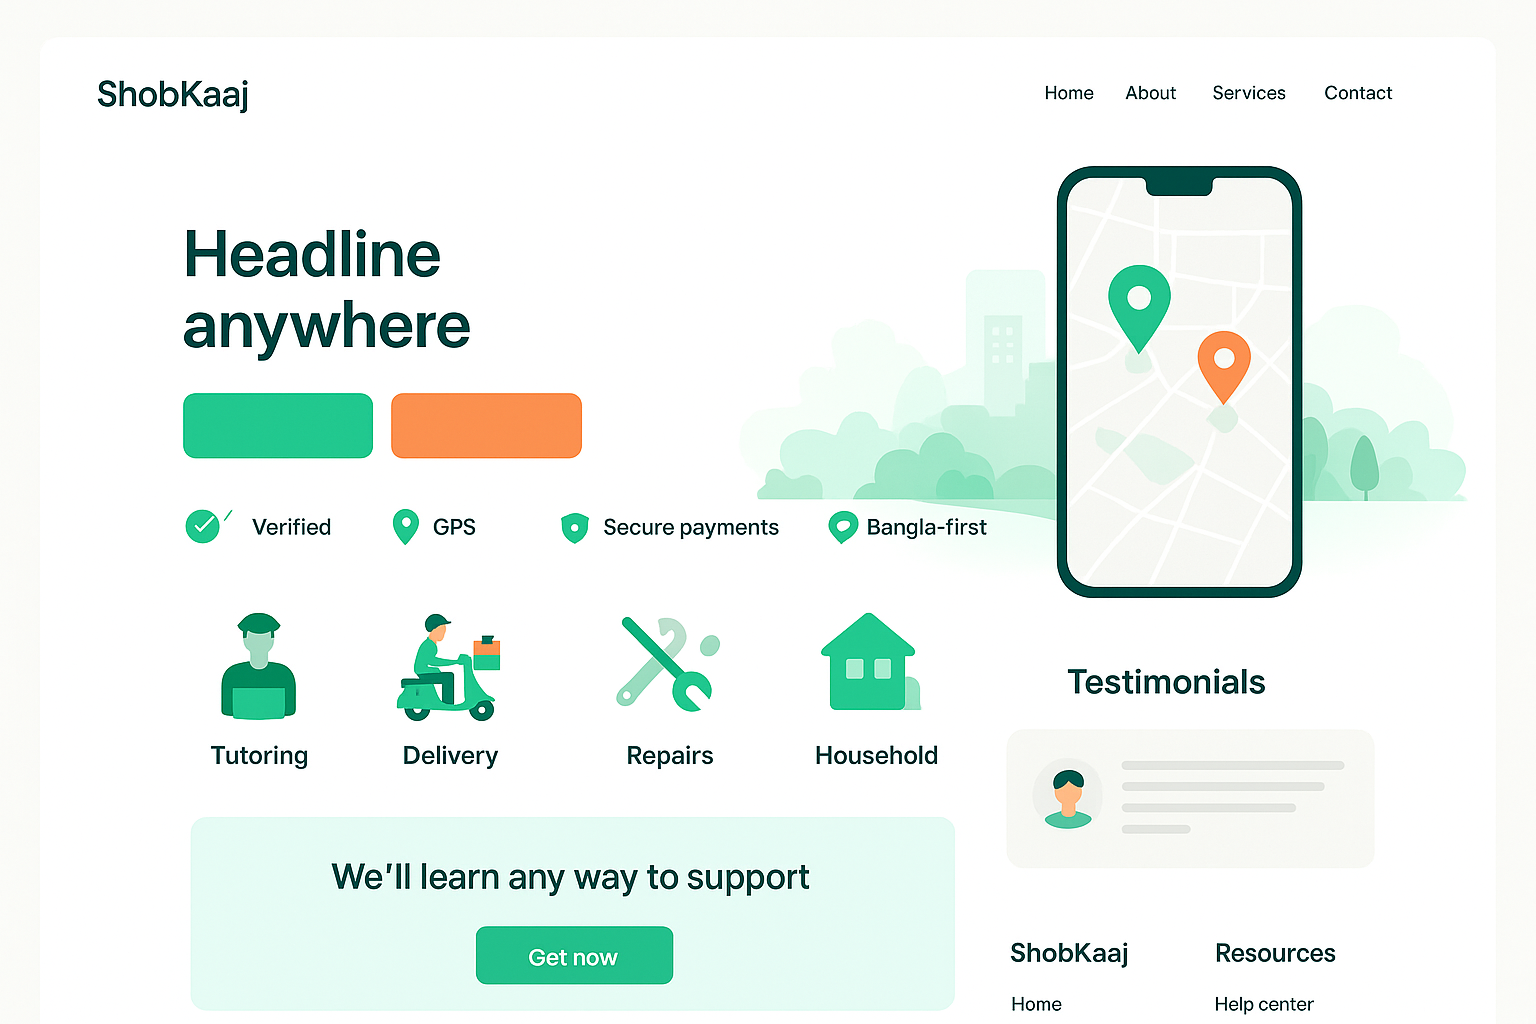 ShobKaaj
Home About Services Contact
Headline
anywhere
Verified GPS Secure payments Bangla-first
Tutoring Delivery Repairs Household
We'll learn any way to support
Get now
Testimonials
ShobKaaj Resources
Home Help center